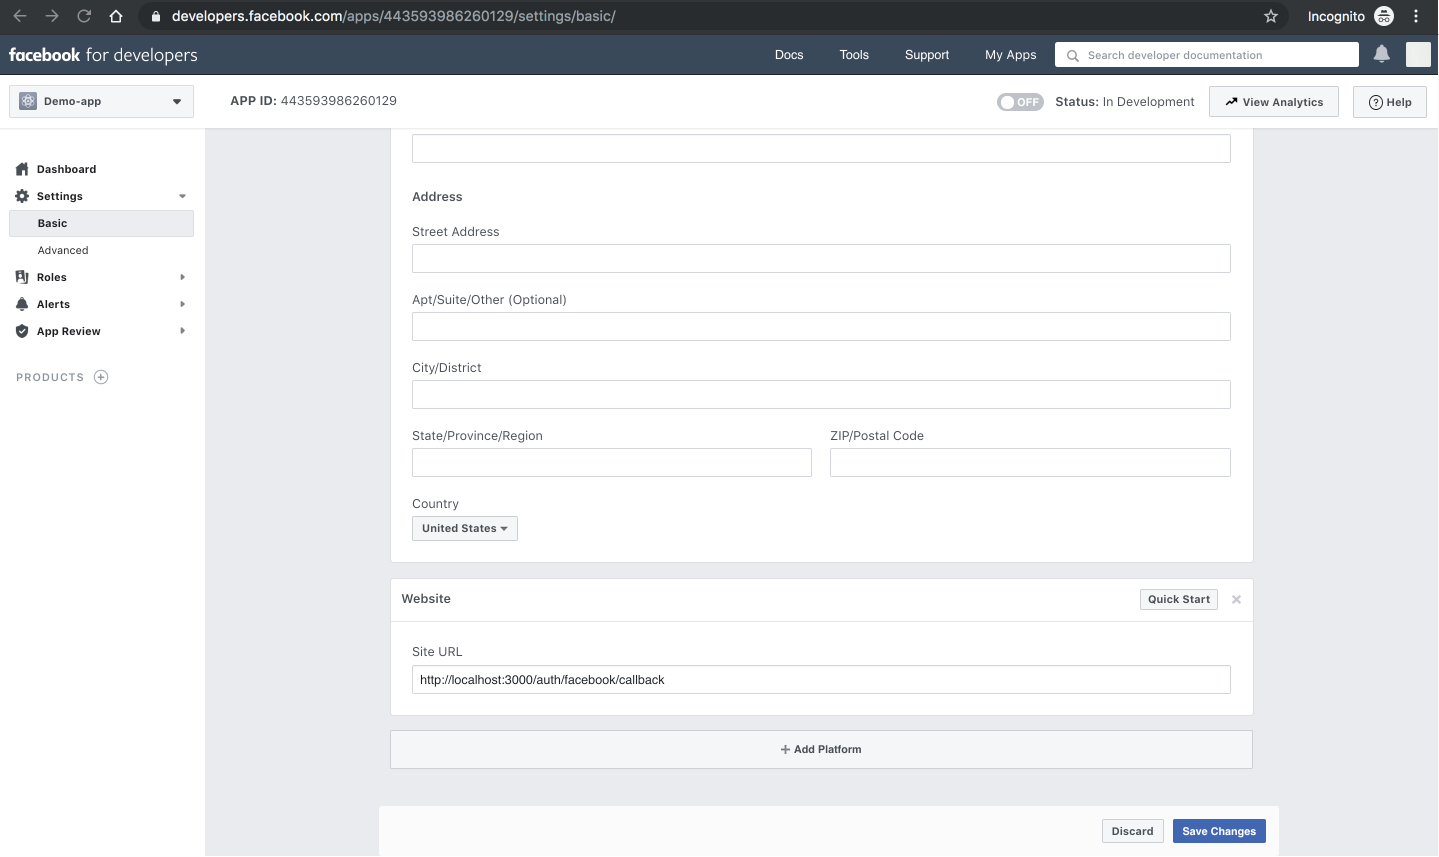 developers.facebook.com/apps/443593986260129/settings/basic/
Incognito
facebook for developers
Docs
Tools
Support
My Apps
Search developer documentation
Demo-app
APP ID: 443593986260129
OFF
Status: In Development
View Analytics
? Help
Dashboard
Settings
Basic
Advanced
Roles
Alerts
App Review
PRODUCTS
Address
Street Address
Apt/Suite/Other (Optional)
City/District
State/Province/Region
ZIP/Postal Code
Country
United States
Website
Quick Start
Site URL
http://localhost:3000/auth/facebook/callback
+ Add Platform
Discard
Save Changes